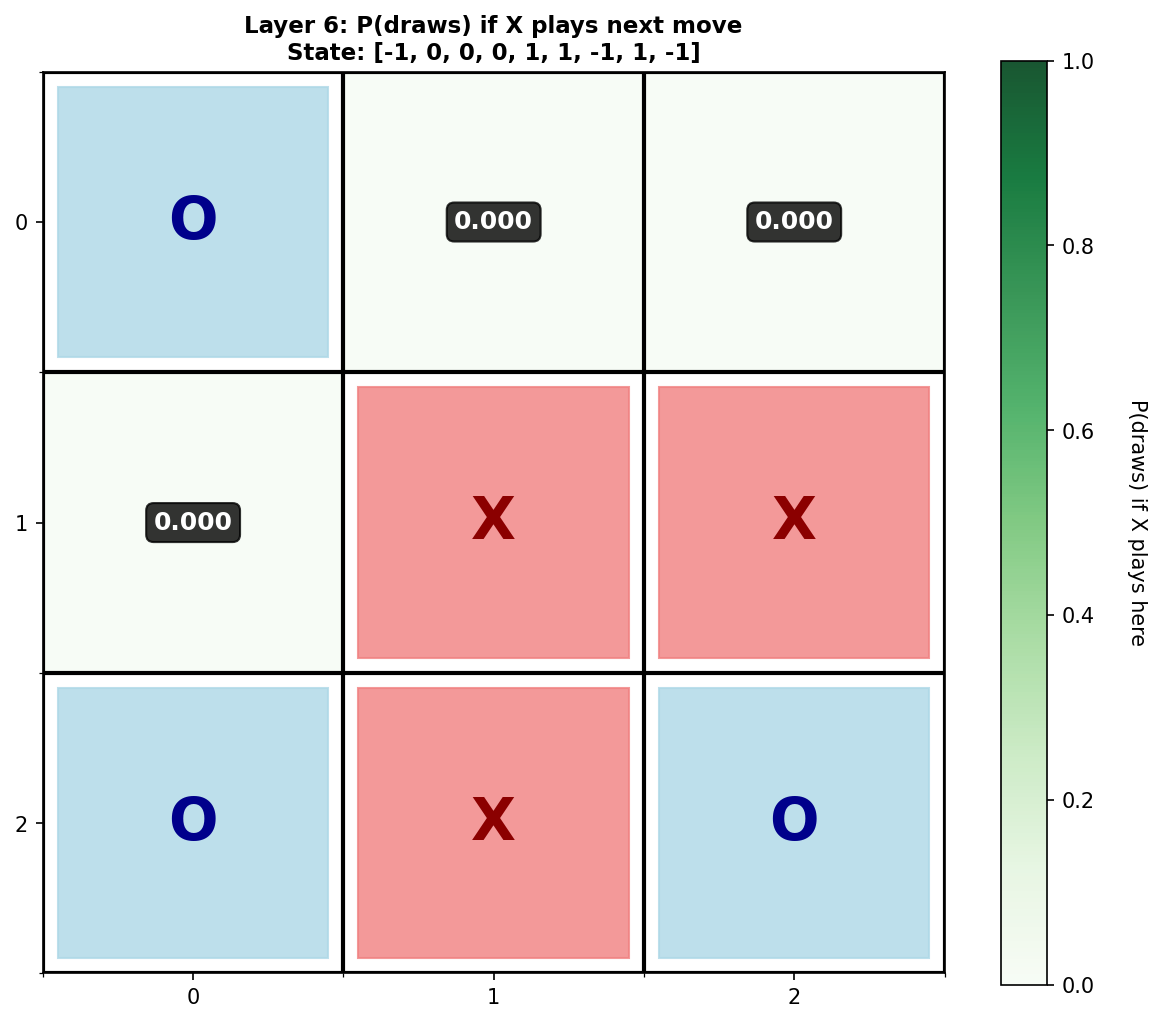 Layer 6: P(draws) if X plays next move
State: [-1, 0, 0, 0, 1, 1, -1, 1, -1]
0
O
0.000
0.000
1
0.000
X
X
2
O
X
O
0
1
2
1.0
0.8
0.6
0.4
0.2
0.0
P(draws) if X plays here